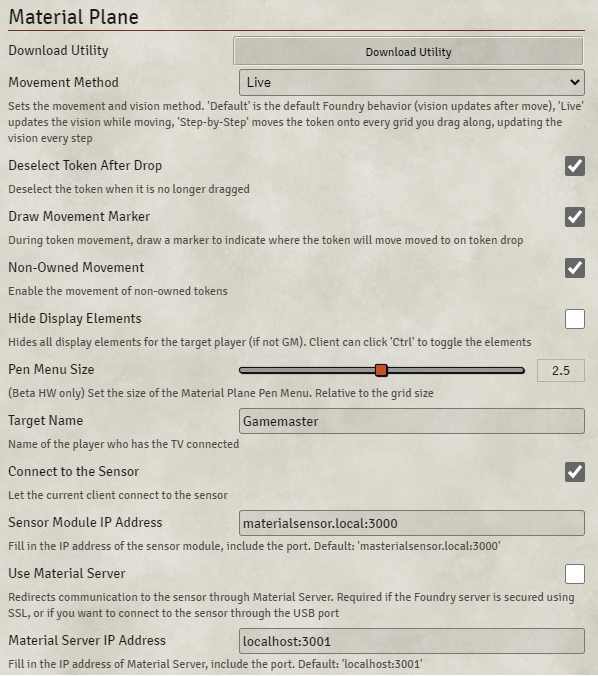 Material Plane
Download Utility
Download Utility
Movement Method
Live
Sets the movement and vision method. 'Default' is the default Foundry behavior (vision updates after move), 'Live'
updates the vision while moving, 'Step-by-Step' moves the token onto every grid you drag along, updating the
vision every step
Deselect Token After Drop
Deselect the token when it is no longer dragged
Draw Movement Marker
During token movement, draw a marker to indicate where the token will move moved to on token drop
Non-Owned Movement
Enable the movement of non-owned tokens
Hide Display Elements
Hides all display elements for the target player (if not GM). Client can click 'Ctrl' to toggle the elements
Pen Menu Size
2.5
(Beta HW only) Set the size of the Material Plane Pen Menu. Relative to the grid size
Target Name
Gamemaster
Name of the player who has the TV connected
Connect to the Sensor
Let the current client connect to the sensor
Sensor Module IP Address
materialsensor.local:3000
Fill in the IP address of the sensor module, include the port. Default: 'masterialsensor.local:3000'
Use Material Server
Redirects communication to the sensor through Material Server. Required if the Foundry server is secured using
SSL, or if you want to connect to the sensor through the USB port
Material Server IP Address
localhost:3001
Fill in the IP address of Material Server, include the port. Default: 'localhost:3001'